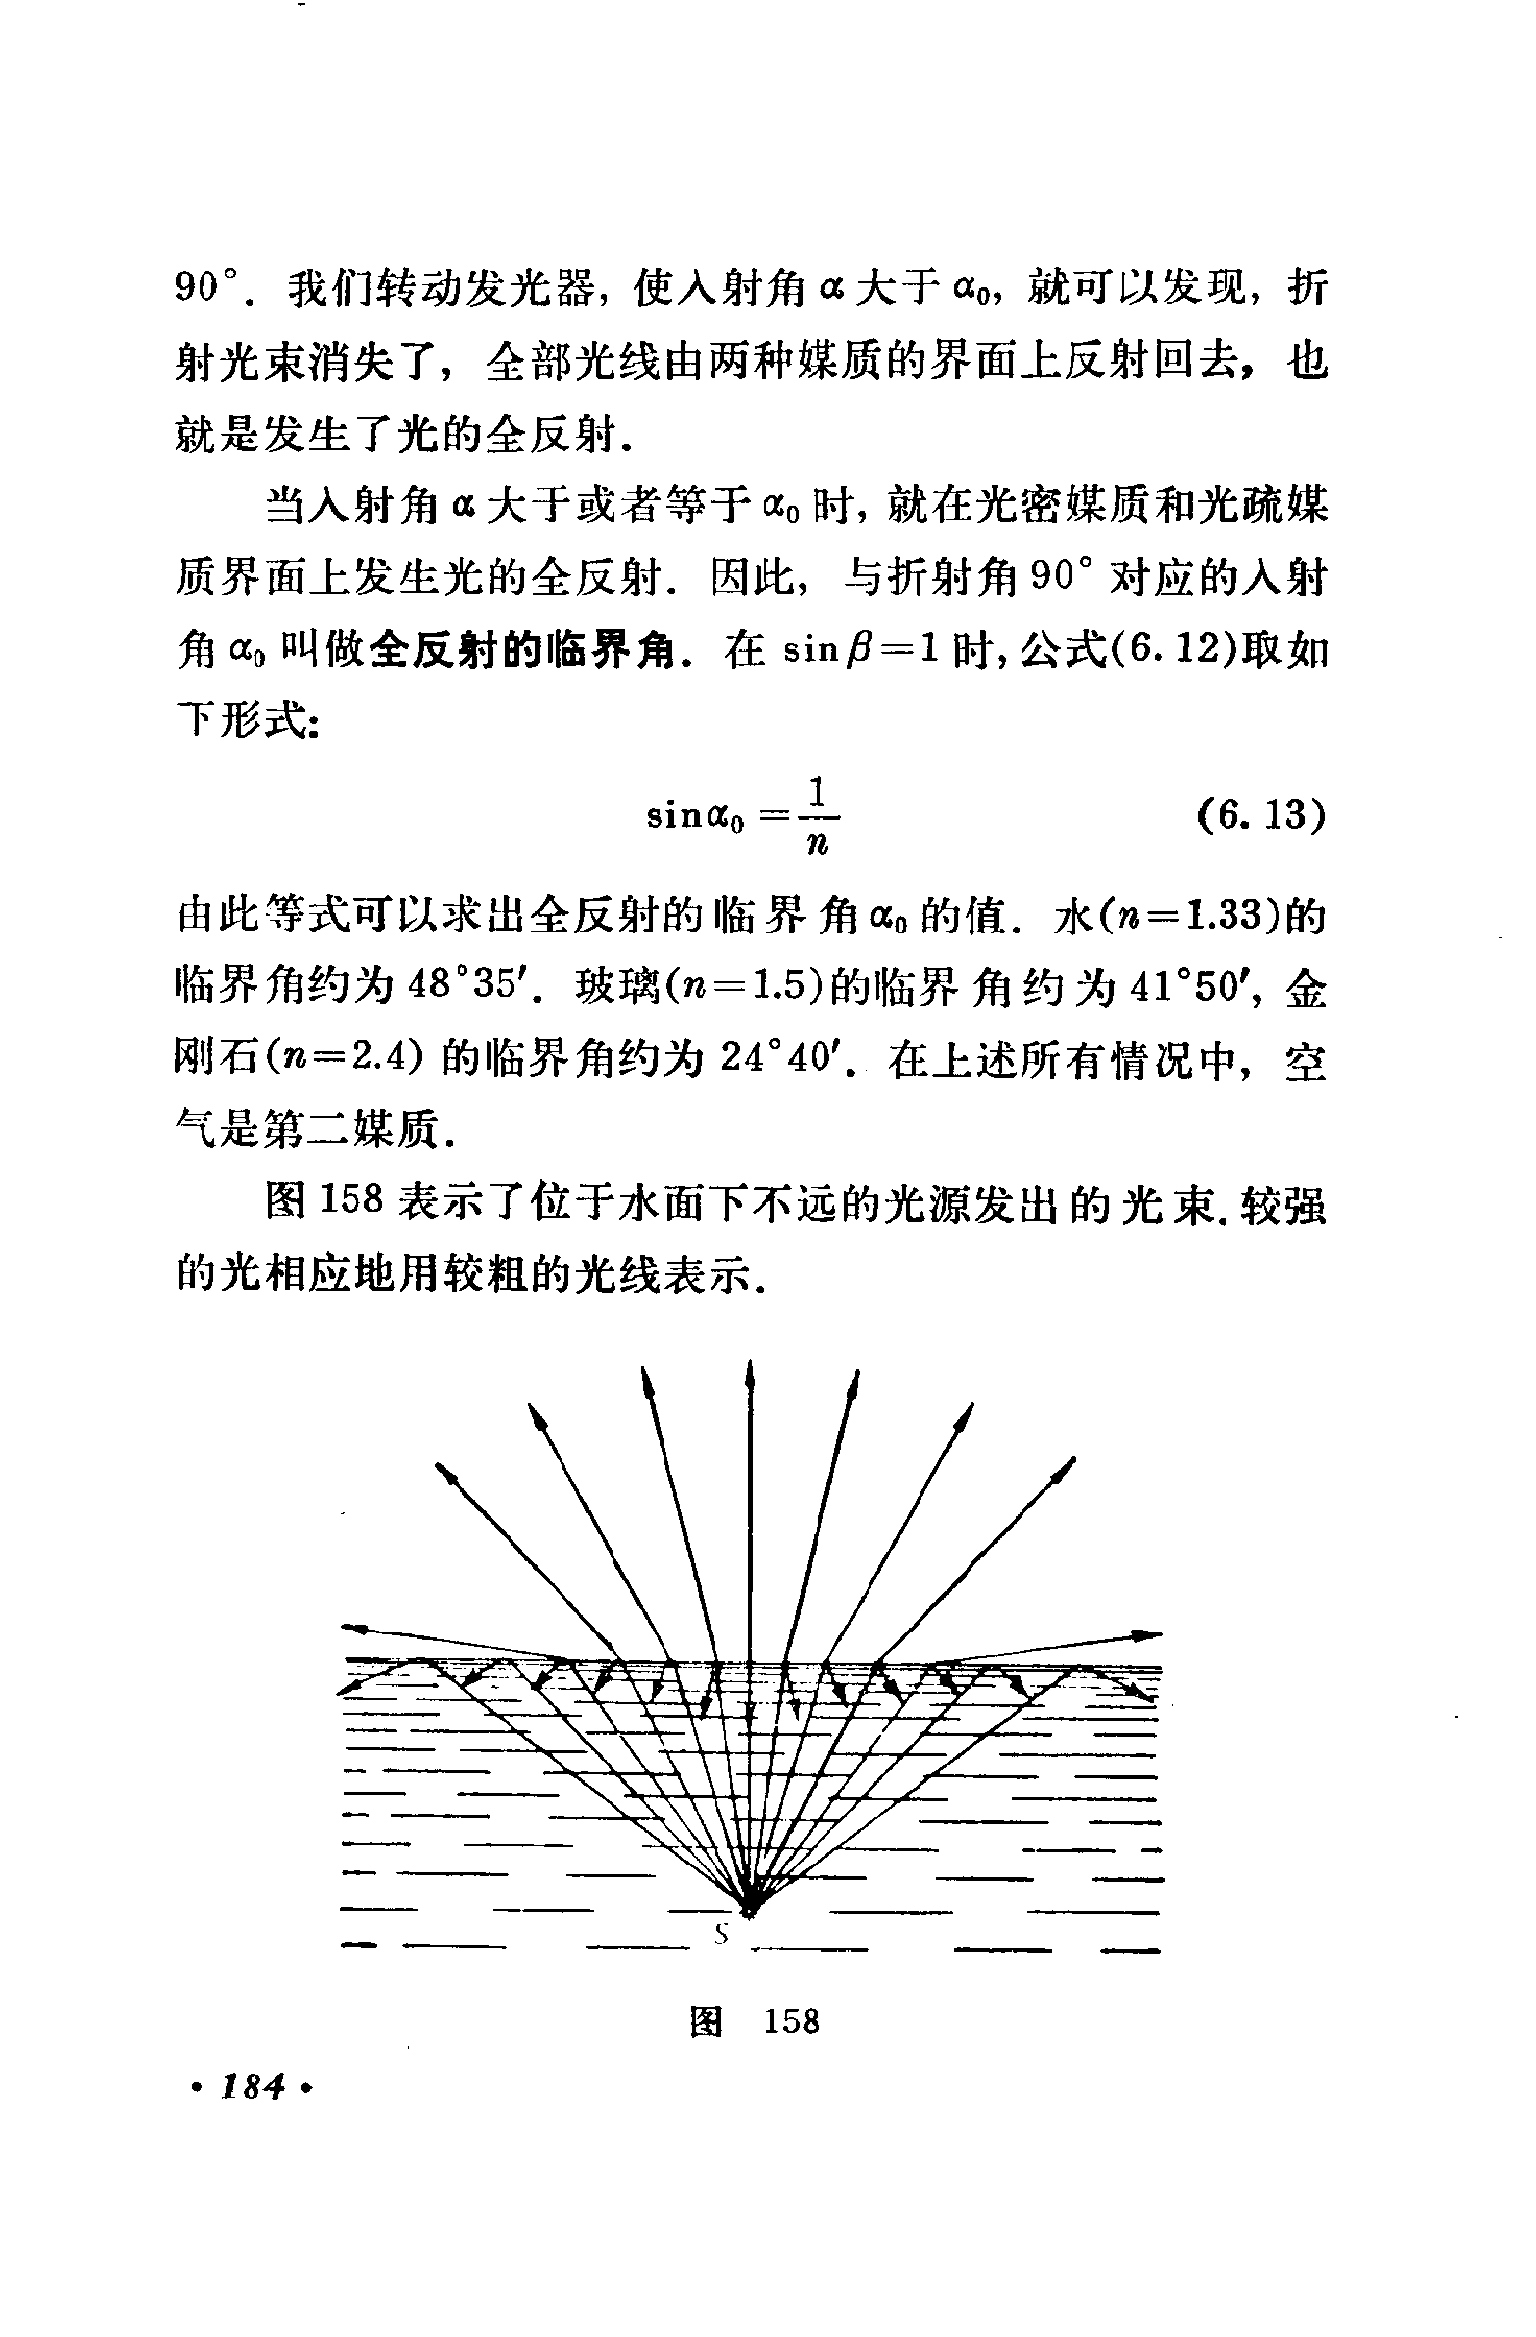 90°. 我们转动发光器, 使入射角 α 大于 α₀, 就可以发现, 折
射光束消失了, 全部光线由两种媒质的界面上反射回去, 也
就是发生了光的全反射.
当入射角 α 大于或者等于 α₀ 时, 就在光密媒质和光疏媒
质界面上发生光的全反射. 因此, 与折射角 90° 对应的入射
角 α₀ 叫做全反射的临界角. 在 sin β=1 时, 公式(6.12)取如
下形式:
sin α₀ = 1/n (6.13)
由此等式可以求出全反射的临界角 α₀ 的值. 水(n=1.33)的
临界角约为 48°35′. 玻璃(n=1.5)的临界角约为 41°50′, 金
刚石(n=2.4) 的临界角约为 24°40′. 在上述所有情况中, 空
气是第二媒质.
图 158 表示了位于水面下不远的光源发出的光束. 较强
的光相应地用较粗的光线表示.
S
图 158
· 184 ·